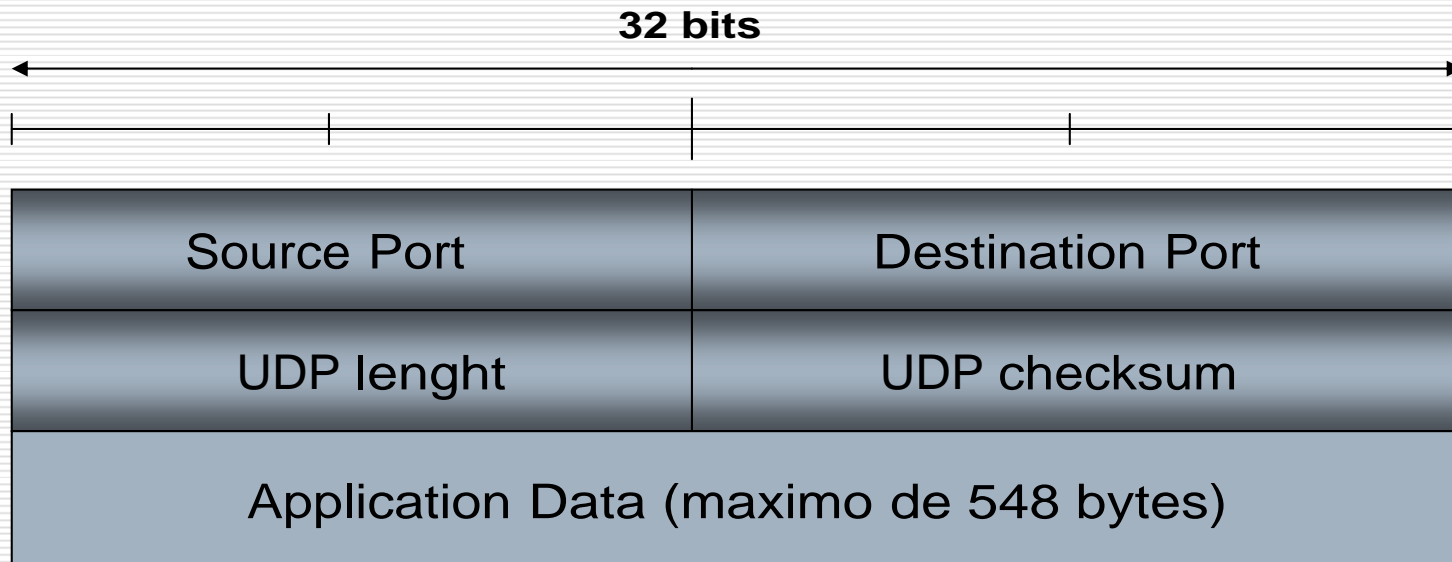 32 bits
Source Port
Destination Port
UDP lenght
UDP checksum
Application Data (maximo de 548 bytes)